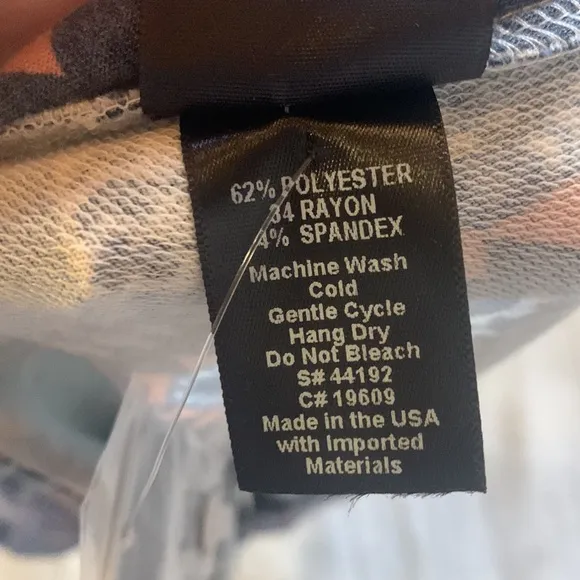 62% POLYESTER
34 RAYON
4% SPANDEX
Machine Wash
Cold
Gentle Cycle
Hang Dry
Do Not Bleach
S# 44192
C# 19609
Made in the USA
with Imported
Materials